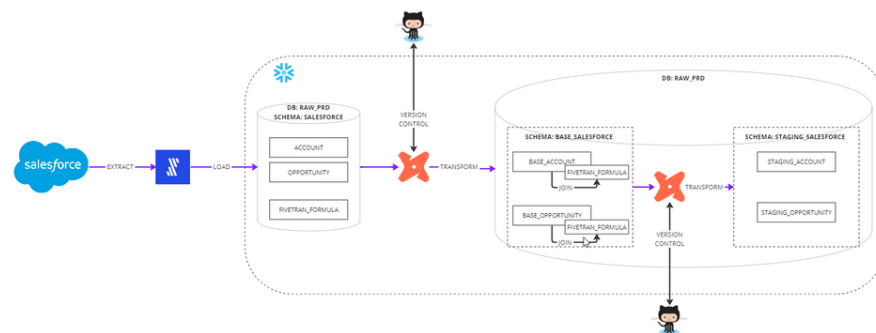 salesforce
EXTRACT
LOAD
DB: RAW_PRD
SCHEMA: SALESFORCE
ACCOUNT
OPPORTUNITY
FIVETRAN_FORMULA
VERSION
CONTROL
TRANSFORM
DB: RAW_PRD
SCHEMA: BASE_SALESFORCE
BASE_ACCOUNT
FIVETRAN_FORMULA
JOIN
BASE_OPPORTUNITY
FIVETRAN_FORMULA
JOIN
TRANSFORM
VERSION
CONTROL
SCHEMA: STAGING_SALESFORCE
STAGING_ACCOUNT
STAGING_OPPORTUNITY